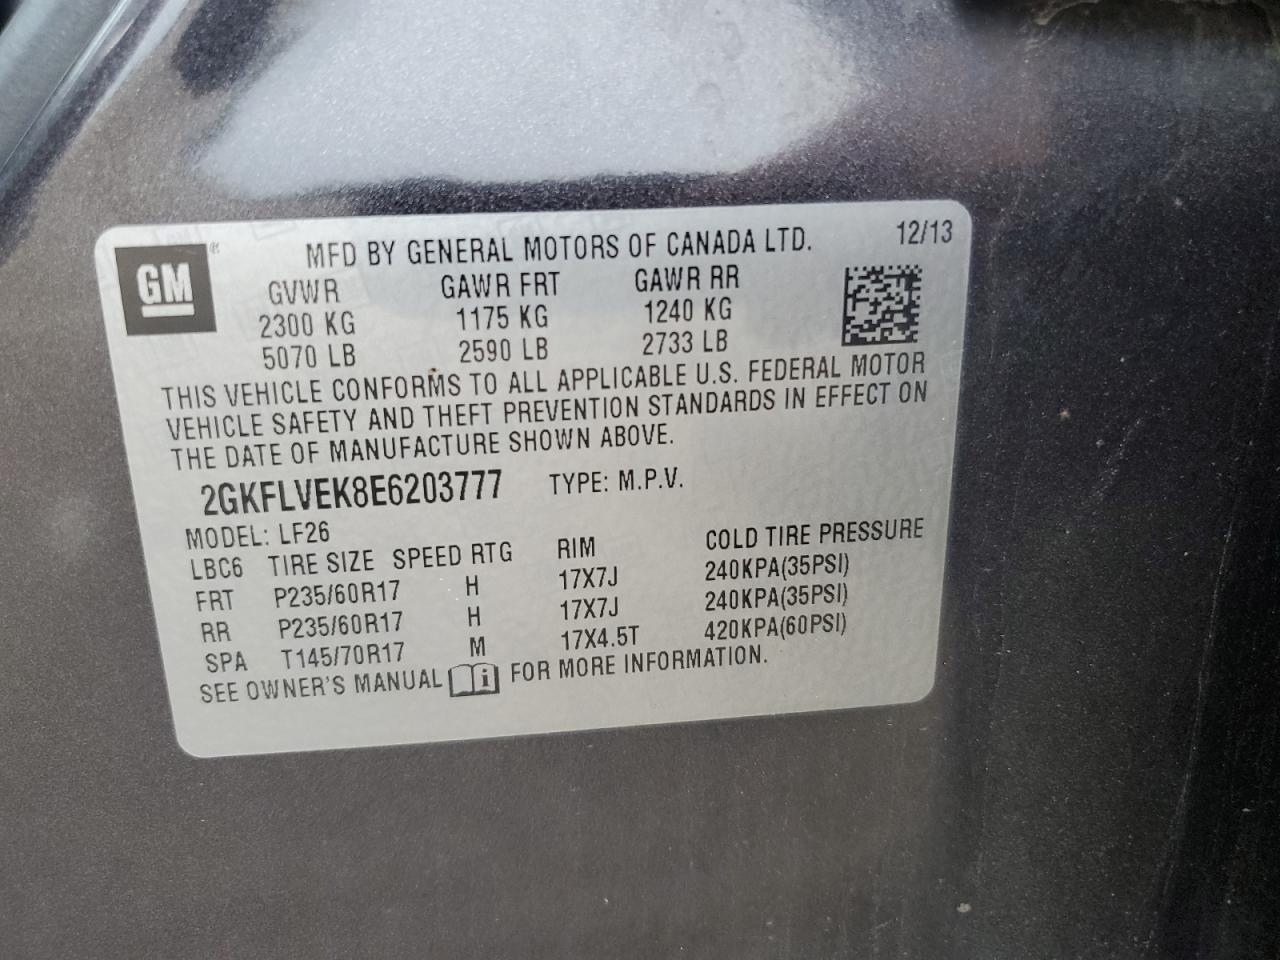 GM ® MFD BY GENERAL MOTORS OF CANADA LTD. 12/13
GVWR GAWR FRT GAWR RR
2300 KG 1175 KG 1240 KG
5070 LB 2590 LB 2733 LB
THIS VEHICLE CONFORMS TO ALL APPLICABLE U.S. FEDERAL MOTOR
VEHICLE SAFETY AND THEFT PREVENTION STANDARDS IN EFFECT ON
THE DATE OF MANUFACTURE SHOWN ABOVE.
2GKFLVEK8E6203777 TYPE: M.P.V.
MODEL: LF26
LBC6 TIRE SIZE SPEED RTG RIM COLD TIRE PRESSURE
FRT P235/60R17 H 17X7J 240KPA(35PSI)
RR P235/60R17 H 17X7J 240KPA(35PSI)
SPA T145/70R17 M 17X4.5T 420KPA(60PSI)
SEE OWNER'S MANUAL i FOR MORE INFORMATION.